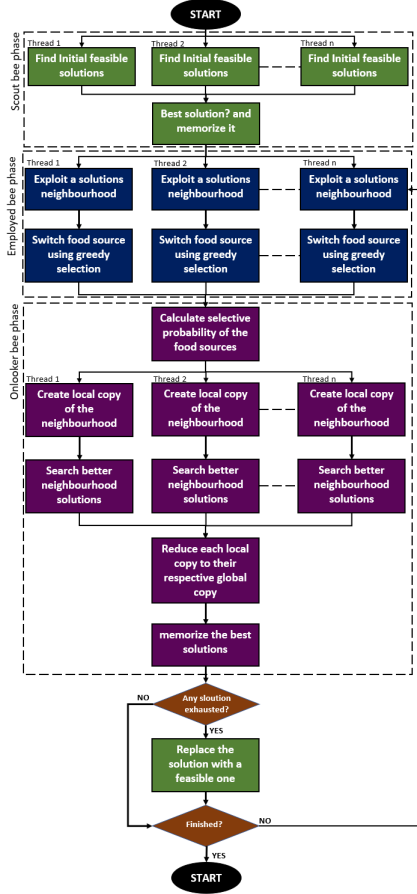 START
Scout bee phase
Thread 1
Thread 2
Thread n
Find Initial feasible
solutions
Find Initial feasible
solutions
Find Initial feasible
solutions
Best solution? and
memorize it
Employed bee phase
Thread 1
Thread 2
Thread n
Exploit a solutions
neighbourhood
Exploit a solutions
neighbourhood
Exploit a solutions
neighbourhood
Switch food source
using greedy
selection
Switch food source
using greedy
selection
Switch food source
using greedy
selection
Onlooker bee phase
Calculate selective
probability of the
food sources
Thread 1
Thread 2
Thread n
Create local copy
of the
neighbourhood
Create local copy
of the
neighbourhood
Create local copy
of the
neighbourhood
Search better
neighbourhood
solutions
Search better
neighbourhood
solutions
Search better
neighbourhood
solutions
Reduce each local
copy to their
respective global
copy
memorize the best
solutions
NO
Any sloution
exhausted?
YES
Replace the
solution with a
feasible one
Finished?
NO
YES
START